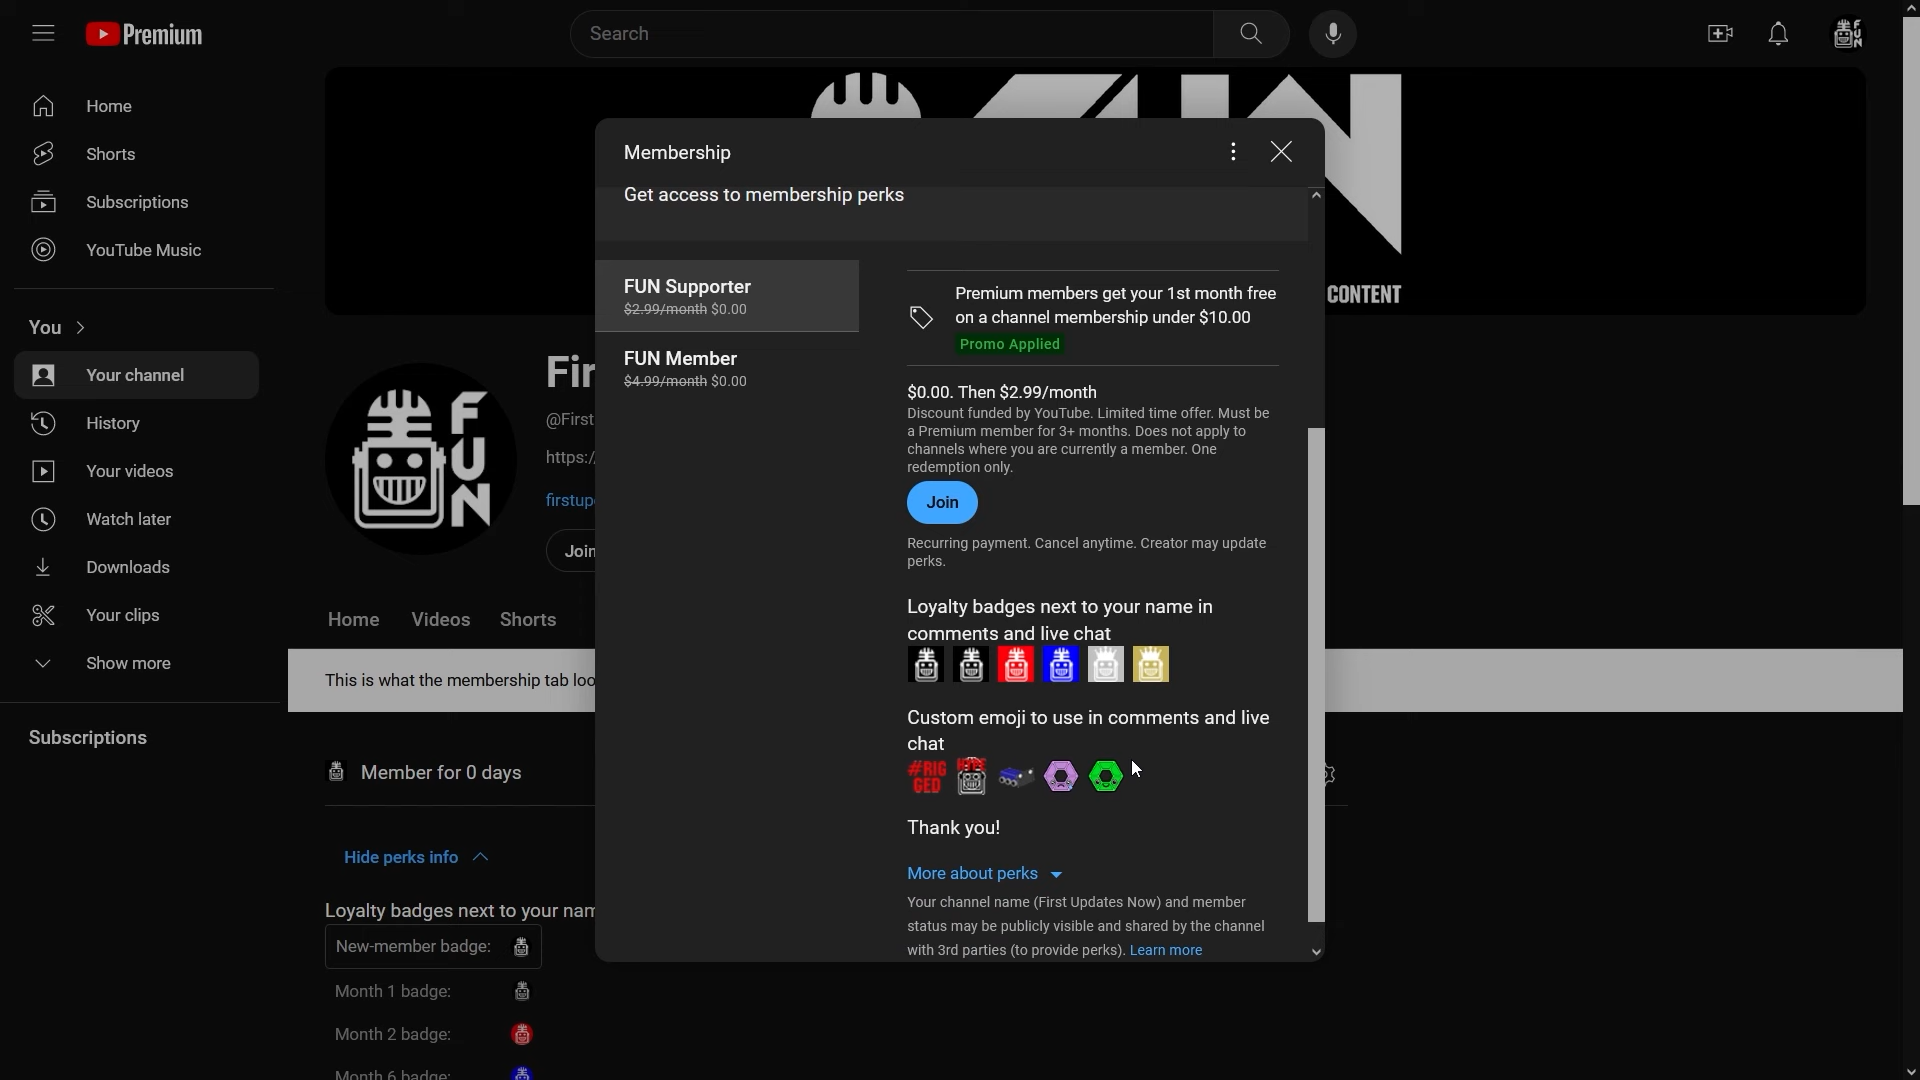 Premium
Search
FUN
Home
Shorts
Subscriptions
YouTube Music
You
Your channel
History
Your videos
Watch later
Downloads
Your clips
Show more
Subscriptions
CONTENT
FUN
Fir
@First
https:/
firstup
Join
Home Videos Shorts
This is what the membership tab loo
Member for 0 days
Hide perks info
Loyalty badges next to your nam
New-member badge:
Month 1 badge:
Month 2 badge:
Month 6 badge:
Membership
Get access to membership perks
FUN Supporter
$2.99/month $0.00
FUN Member
$4.99/month $0.00
Premium members get your 1st month free
on a channel membership under $10.00
Promo Applied
$0.00. Then $2.99/month
Discount funded by YouTube. Limited time offer. Must be
a Premium member for 3+ months. Does not apply to
channels where you are currently a member. One
redemption only.
Join
Recurring payment. Cancel anytime. Creator may update
perks.
Loyalty badges next to your name in
comments and live chat
Custom emoji to use in comments and live
chat
#RIG
GED
HYPE
Thank you!
More about perks
Your channel name (First Updates Now) and member
status may be publicly visible and shared by the channel
with 3rd parties (to provide perks). Learn more